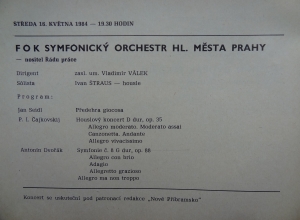 STŘEDA 16. KVĚTNA 1984 — 19.30 HODIN
FOK SYMFONICKÝ ORCHESTR HL. MĚSTA PRAHY
— nositel Řádu práce
Dirigent zasl. um. Vladimír VÁLEK
Sólista Ivan ŠTRAUS — housle
Program:
Jan Seidl Předehra giocosa
P. I. Čajkovskij Houslový koncert D dur, op. 35
Allegro moderato. Moderato assai
Canzonetta. Andante
Allegro vivacissimo
Antonín Dvořák Symfonie č. 8 G dur, op. 88
Allegro con brio
Adagio
Allegretto grazioso
Allegro ma non troppo
Koncert se uskuteční pod patronací redakce „Nové Příbramsko"